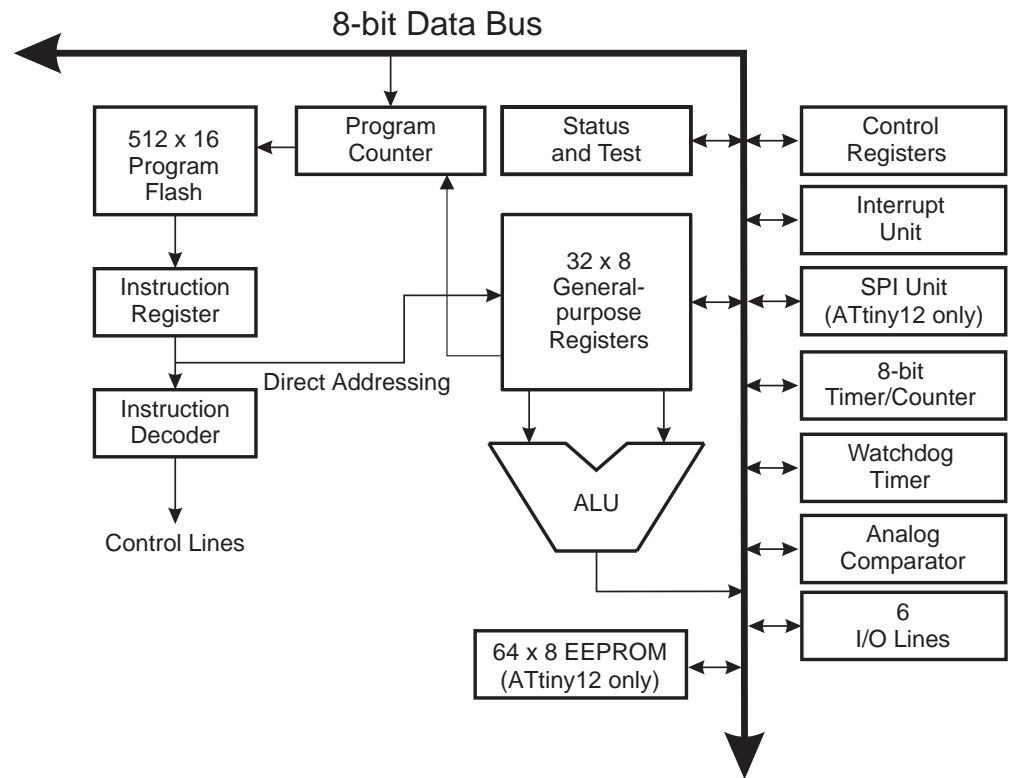 8-bit Data Bus
512 x 16
Program
Flash
Program
Counter
Status
and Test
Control
Registers
Interrupt
Unit
32 x 8
General-
purpose
Registers
SPI Unit
(ATtiny12 only)
Instruction
Register
Direct Addressing
8-bit
Timer/Counter
Instruction
Decoder
Watchdog
Timer
ALU
Control Lines
Analog
Comparator
6
I/O Lines
64 x 8 EEPROM
(ATtiny12 only)